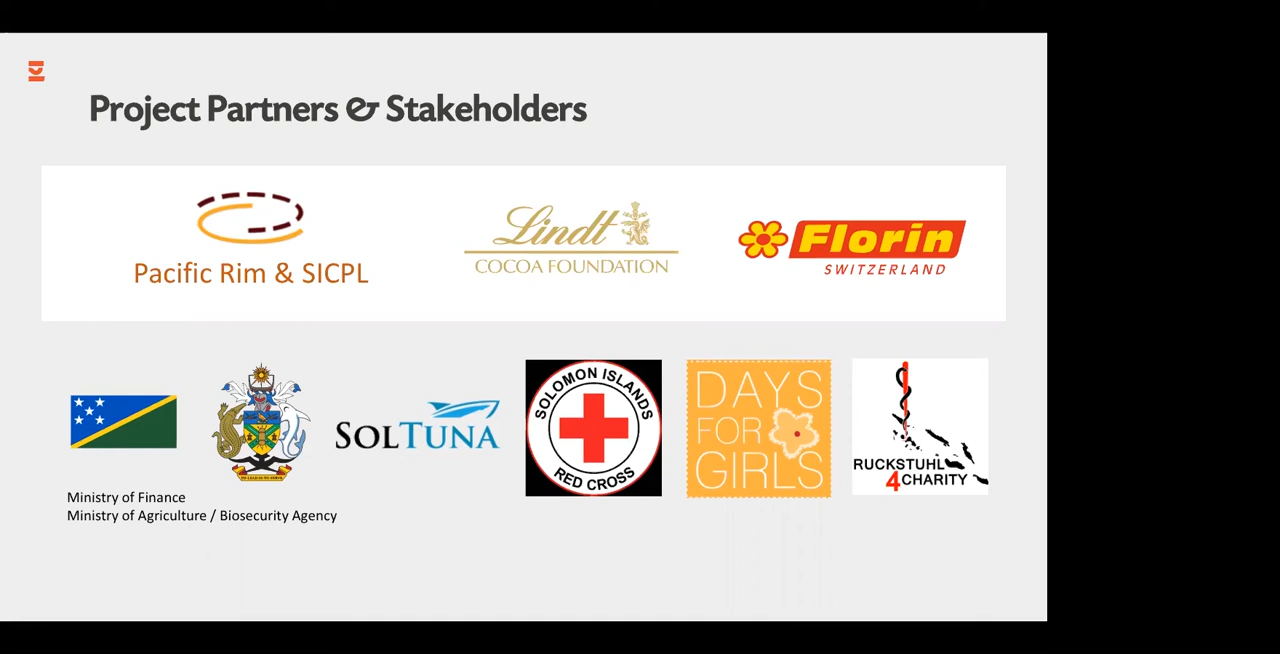 Project Partners & Stakeholders
Pacific Rim & SICPL
Lindt
COCOA FOUNDATION
Florin
SWITZERLAND
SOLTUNA
SOLOMON ISLANDS
RED CROSS
DAYS
FOR
GIRLS
RUCKSTUHL
4CHARITY
Ministry of Finance
Ministry of Agriculture / Biosecurity Agency